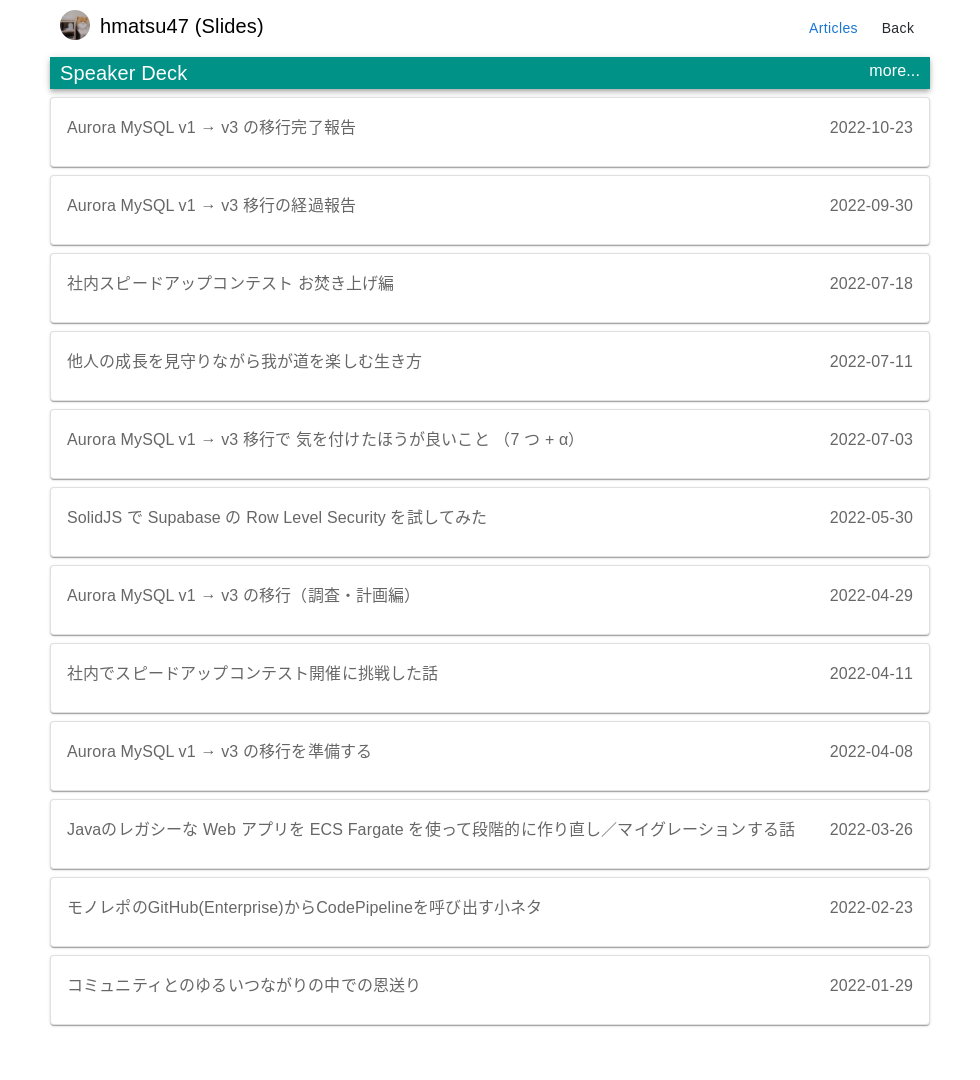 hmatsu47 (Slides)
Articles
Back
Speaker Deck
more...
Aurora MySQL v1 → v3 の移行完了報告 2022-10-23
Aurora MySQL v1 → v3 移行の経過報告 2022-09-30
社内スピードアップコンテスト お焚き上げ編 2022-07-18
他人の成長を見守りながら我が道を楽しむ生き方 2022-07-11
Aurora MySQL v1 → v3 移行で 気を付けたほうが良いこと （7 つ + α） 2022-07-03
SolidJS で Supabase の Row Level Security を試してみた 2022-05-30
Aurora MySQL v1 → v3 の移行（調査・計画編） 2022-04-29
社内でスピードアップコンテスト開催に挑戦した話 2022-04-11
Aurora MySQL v1 → v3 の移行を準備する 2022-04-08
Javaのレガシーな Web アプリを ECS Fargate を使って段階的に作り直し／マイグレーションする話 2022-03-26
モノレポのGitHub(Enterprise)からCodePipelineを呼び出す小ネタ 2022-02-23
コミュニティとのゆるいつながりの中での恩送り 2022-01-29